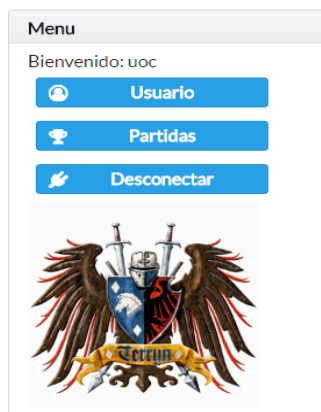 Menu
Bienvenido: uoc
Usuario
Partidas
Desconectar
Terrun